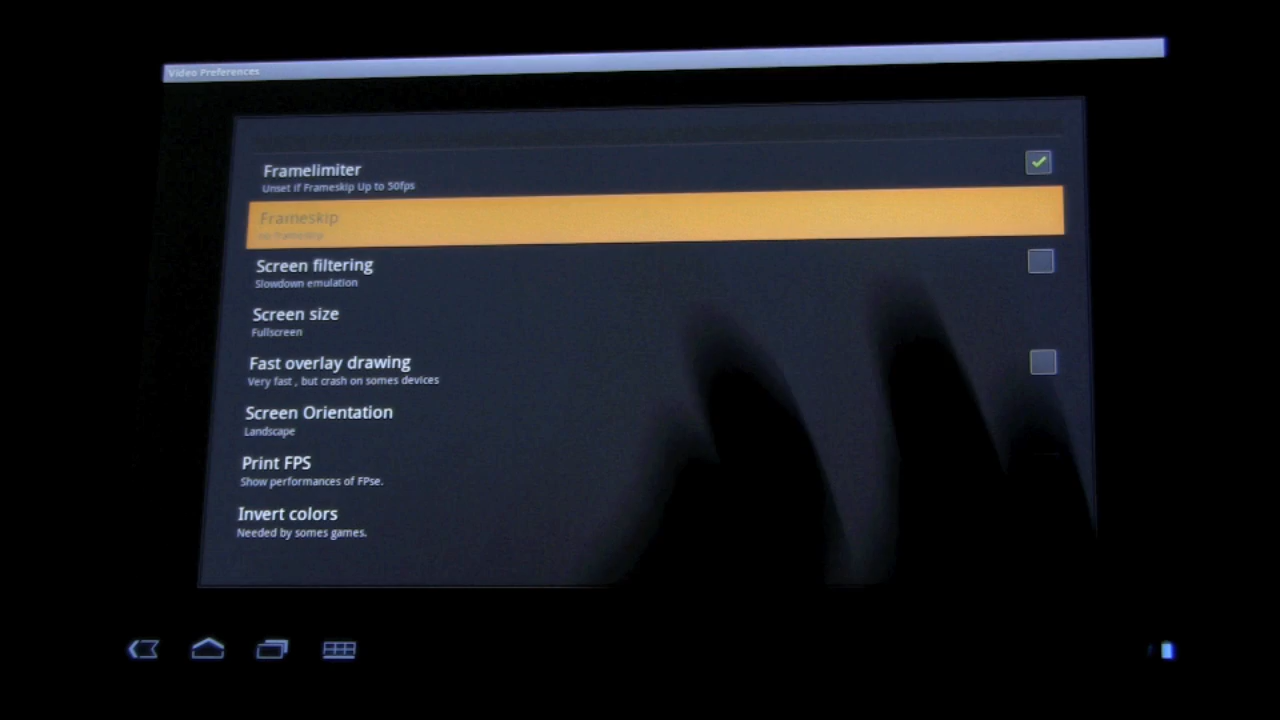 Video Preferences
Framelimiter
Unset if Frameskip Up to 50fps
Frameskip
no frameskip
Screen filtering
Slowdown emulation
Screen size
Fullscreen
Fast overlay drawing
Very fast , but crash on somes devices
Screen Orientation
Landscape
Print FPS
Show performances of FPse.
Invert colors
Needed by somes games.